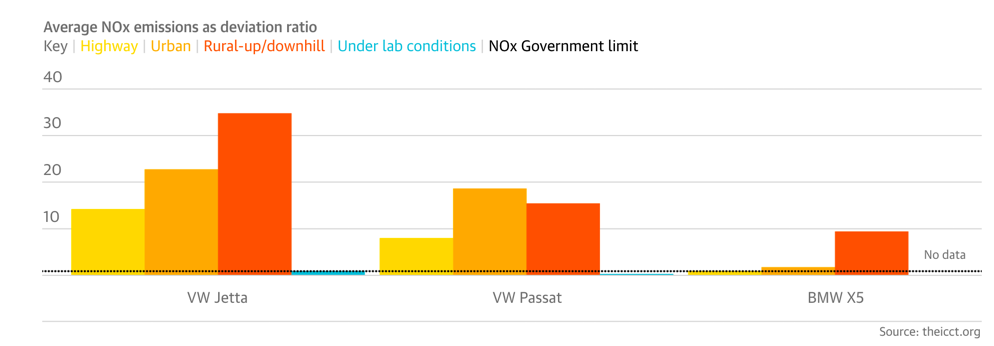 Average NOx emissions as deviation ratio
Key | Highway | Urban | Rural-up/downhill | Under lab conditions | NOx Government limit
40
30
20
10
No data
VW Jetta
VW Passat
BMW X5
Source: theicct.org